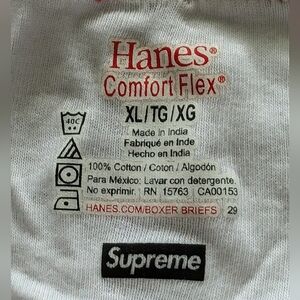 Hanes®
Comfort Flex®
XL/TG/XG
Made in India
Fabriqué en Inde
Hecho en India
40C
100% Cotton / Coton / Algodón
Para México: Lavar con detergente.
No exprimir. RN 15763 CA00153
HANES.COM/BOXER BRIEFS 29
Supreme